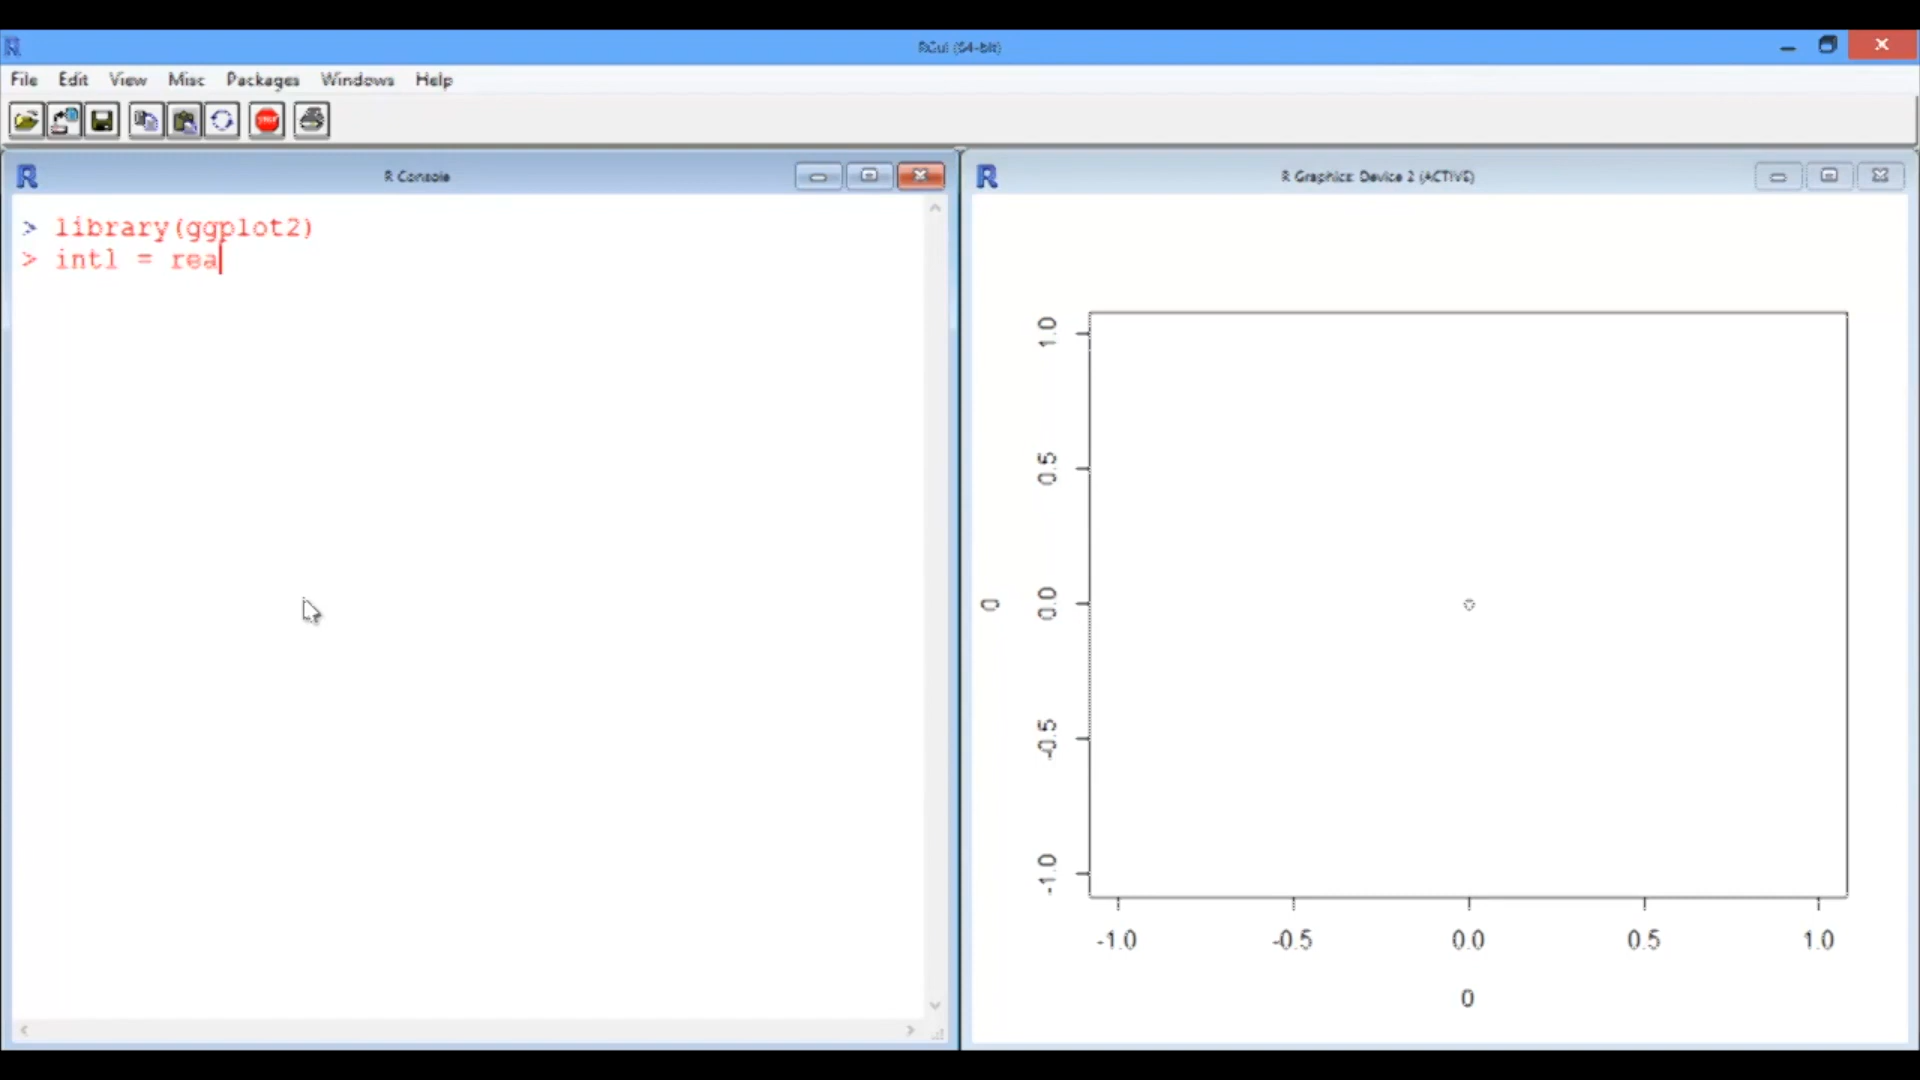 RGui (64-bit)
File Edit View Misc Packages Windows Help
STOP
R Console
> library(ggplot2)
> intl = rea
R Graphics: Device 2 (ACTIVE)
1.0
0.5
0.0
-0.5
-1.0
0
-1.0 -0.5 0.0 0.5 1.0
0